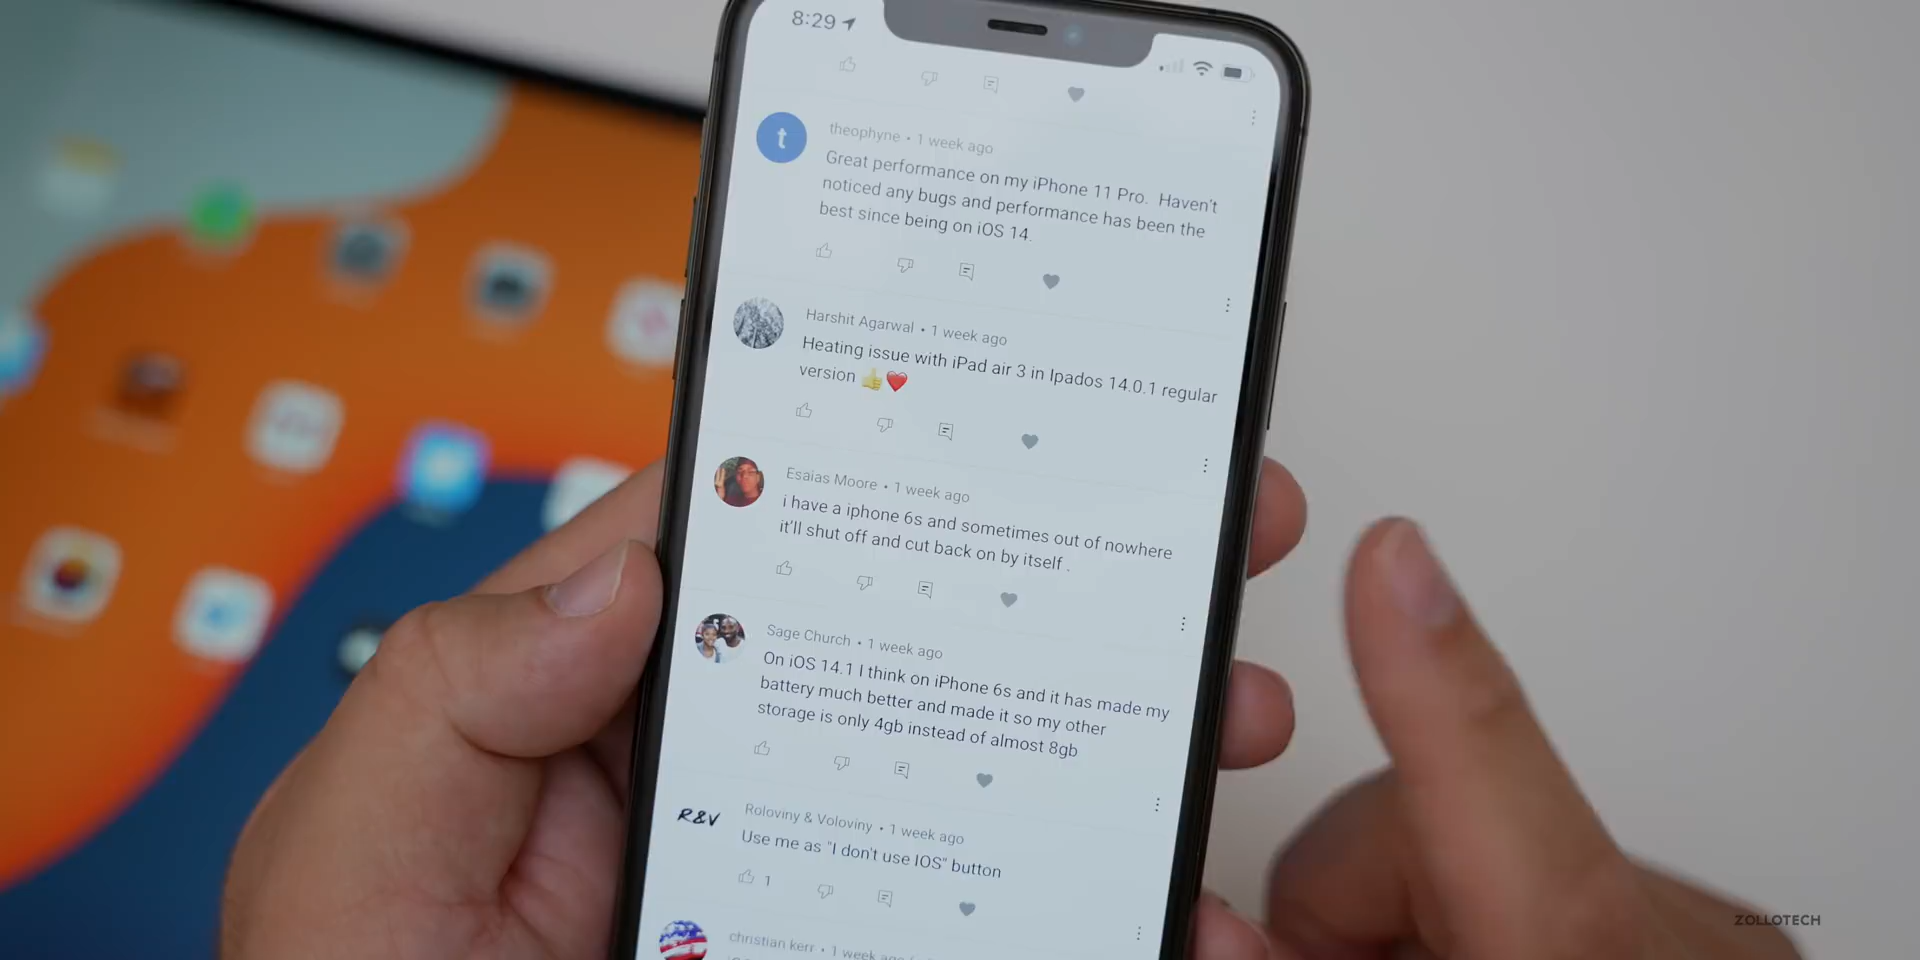 8:29
t
theophyne • 1 week ago
Great performance on my iPhone 11 Pro. Haven't
noticed any bugs and performance has been the
best since being on iOS 14.
Harshit Agarwal • 1 week ago
Heating issue with iPad air 3 in Ipados 14.0.1 regular
version 👍❤️
Esaias Moore • 1 week ago
i have a iphone 6s and sometimes out of nowhere
it'll shut off and cut back on by itself .
Sage Church • 1 week ago
On iOS 14.1 I think on iPhone 6s and it has made my
battery much better and made it so my other
storage is only 4gb instead of almost 8gb
R&V
Roloviny & Voloviny • 1 week ago
Use me as "I don't use IOS" button
1
christian kerr • 1 week ago
ZOLLOTECH